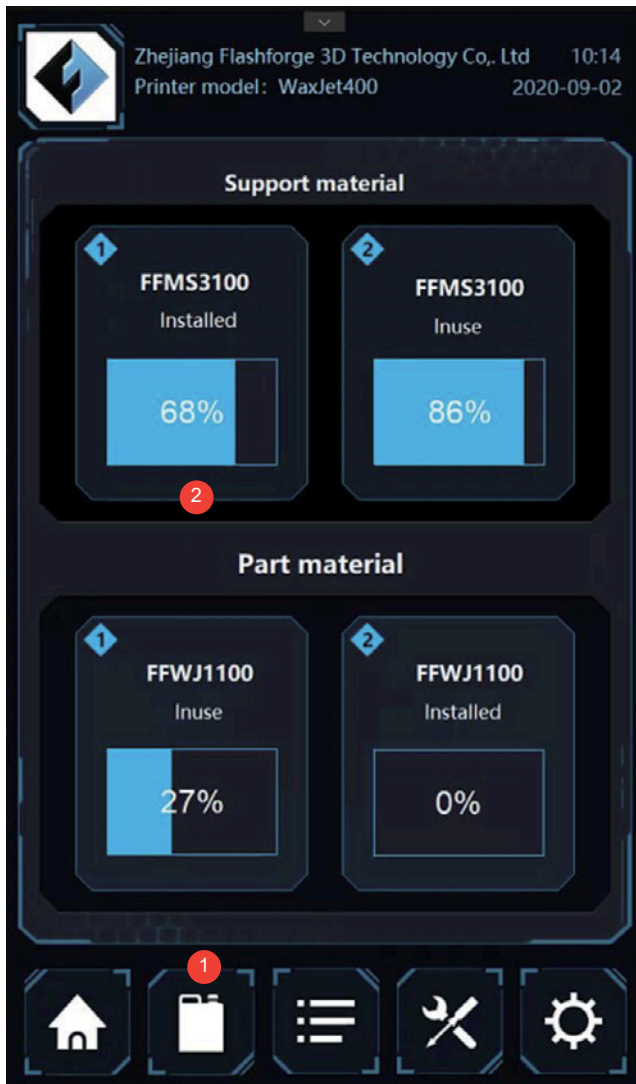 Zhejiang Flashforge 3D Technology Co,. Ltd 10:14
Printer model: WaxJet400 2020-09-02
Support material
1
FFMS3100
Installed
68%
2
FFMS3100
Inuse
86%
2
Part material
1
FFWJ1100
Inuse
27%
2
FFWJ1100
Installed
0%
1